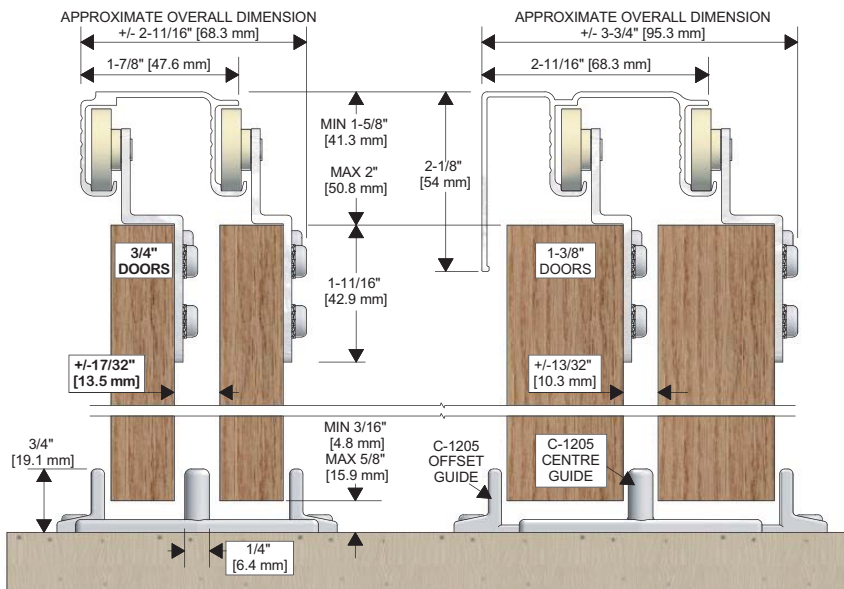 APPROXIMATE OVERALL DIMENSION
+/- 2-11/16" [68.3 mm]
1-7/8" [47.6 mm]
APPROXIMATE OVERALL DIMENSION
+/- 3-3/4" [95.3 mm]
2-11/16" [68.3 mm]
MIN 1-5/8"
[41.3 mm]
MAX 2"
[50.8 mm]
2-1/8"
[54 mm]
3/4"
DOORS
1-11/16"
[42.9 mm]
1-3/8"
DOORS
+/-17/32"
[13.5 mm]
+/-13/32"
[10.3 mm]
3/4"
[19.1 mm]
MIN 3/16"
[4.8 mm]
MAX 5/8"
[15.9 mm]
C-1205
OFFSET
GUIDE
C-1205
CENTRE
GUIDE
1/4"
[6.4 mm]